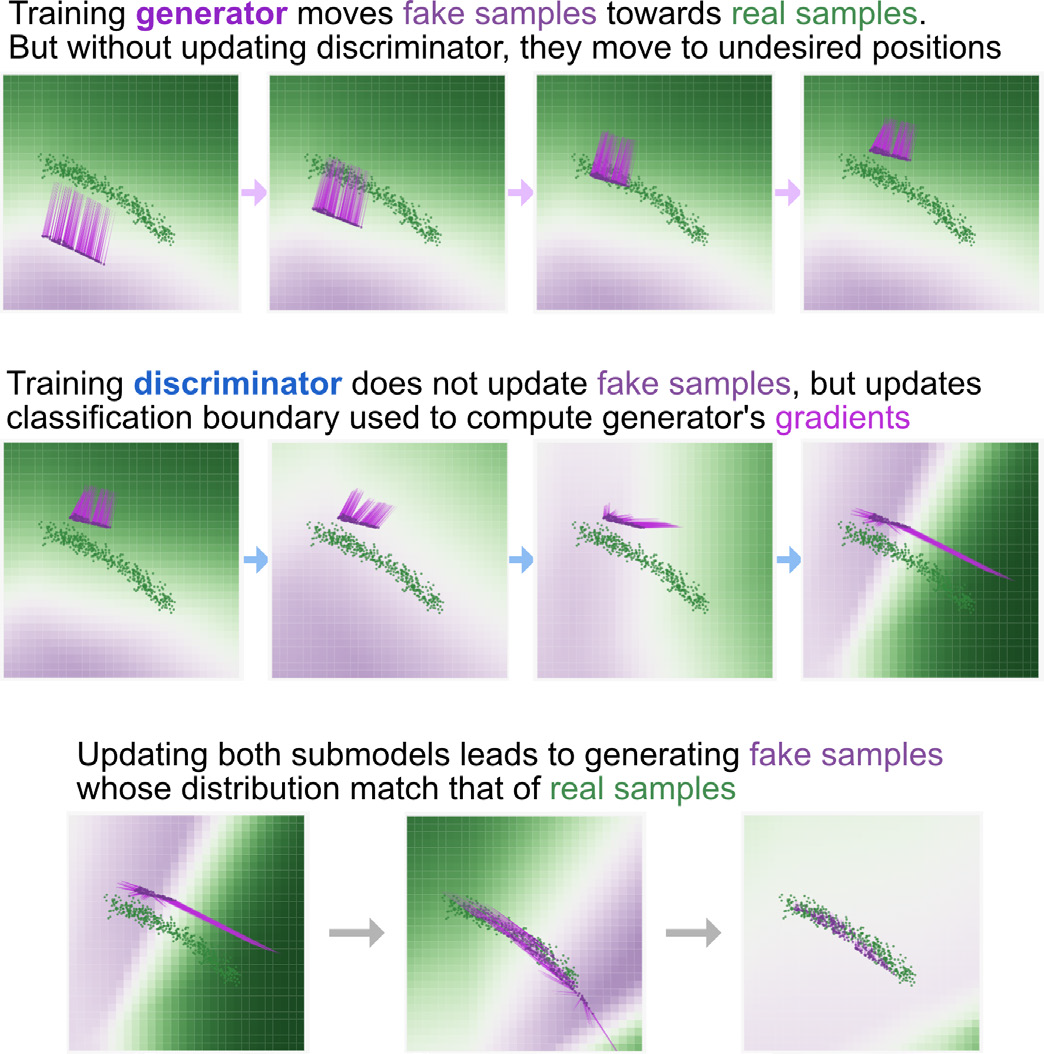 Training generator moves fake samples towards real samples.
But without updating discriminator, they move to undesired positions
Training discriminator does not update fake samples, but updates
classification boundary used to compute generator's gradients
Updating both submodels leads to generating fake samples
whose distribution match that of real samples